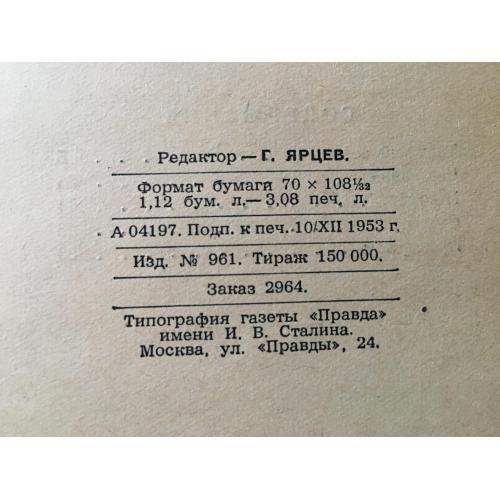 Редактор — Г. ЯРЦЕВ.
Формат бумаги 70 × 108¹/₃₂
1,12 бум. л.— 3,08 печ. л.
А 04197. Подп. к печ. 10/XII 1953 г.
Изд. № 961. Тираж 150 000.
Заказ 2964.
Типография газеты «Правда»
имени И. В. Сталина.
Москва, ул. «Правды», 24.